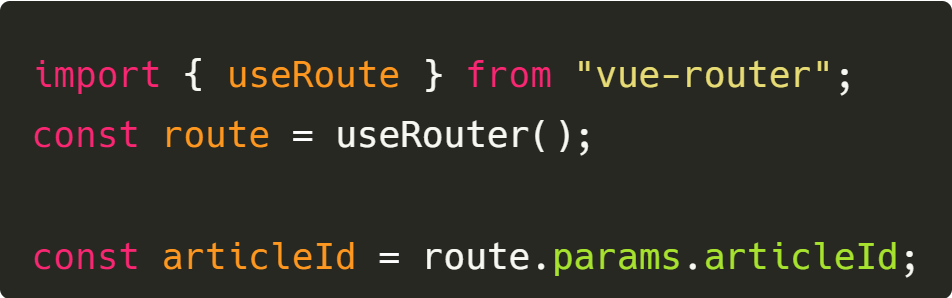 import { useRoute } from "vue-router";
const route = useRouter();
const articleId = route.params.articleId;